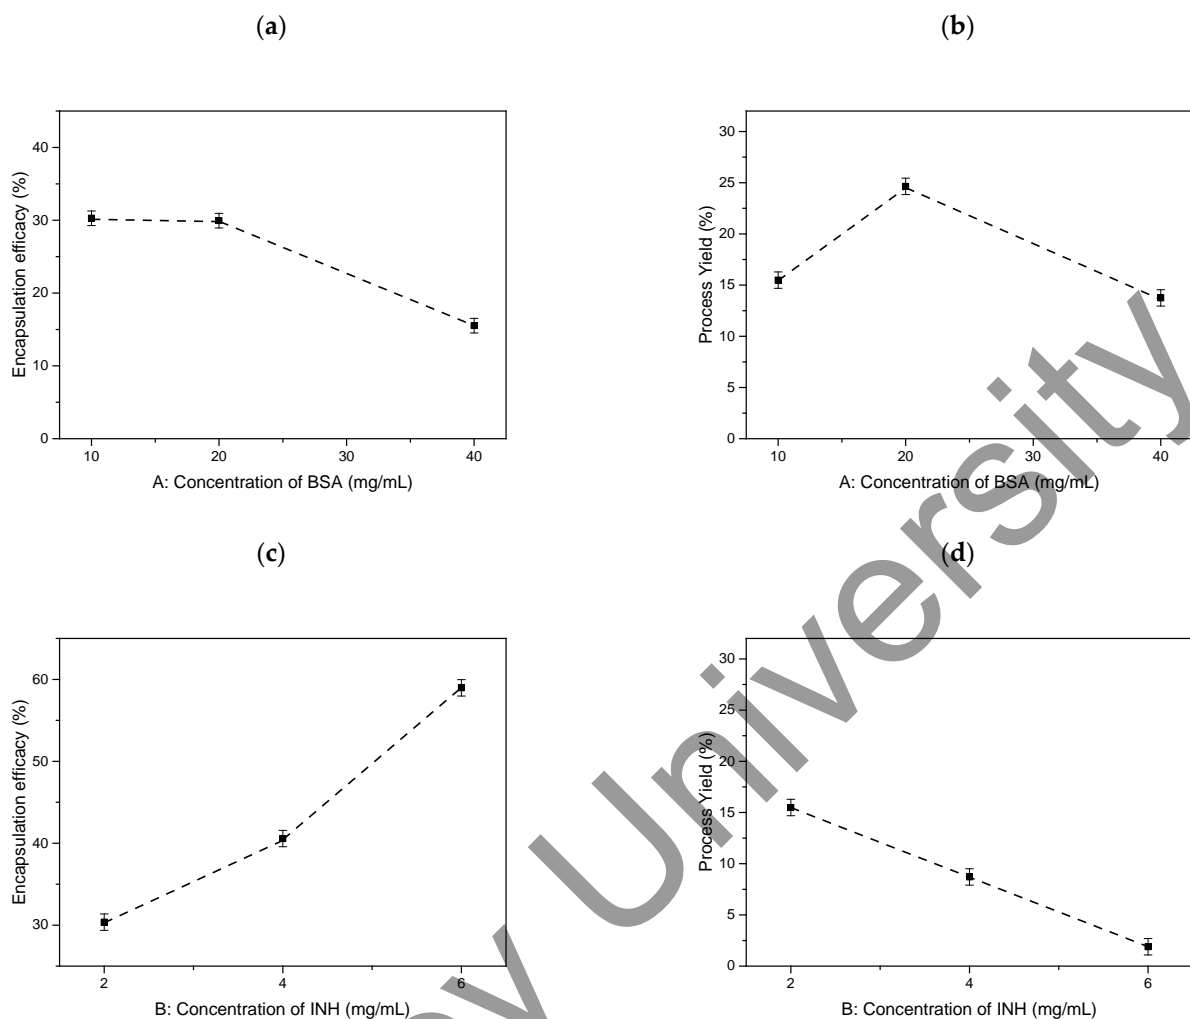 (a)
(b)
Encapsulation efficacy (%)
40
30
20
10
0
10 20 30 40
A: Concentration of BSA (mg/mL)
Process Yield (%)
30
25
20
15
10
5
0
10 20 30 40
A: Concentration of BSA (mg/mL)
(c)
(d)
Encapsulation efficacy (%)
60
50
40
30
2 4 6
B: Concentration of INH (mg/mL)
Process Yield (%)
30
25
20
15
10
5
0
2 4 6
B: Concentration of INH (mg/mL)
University